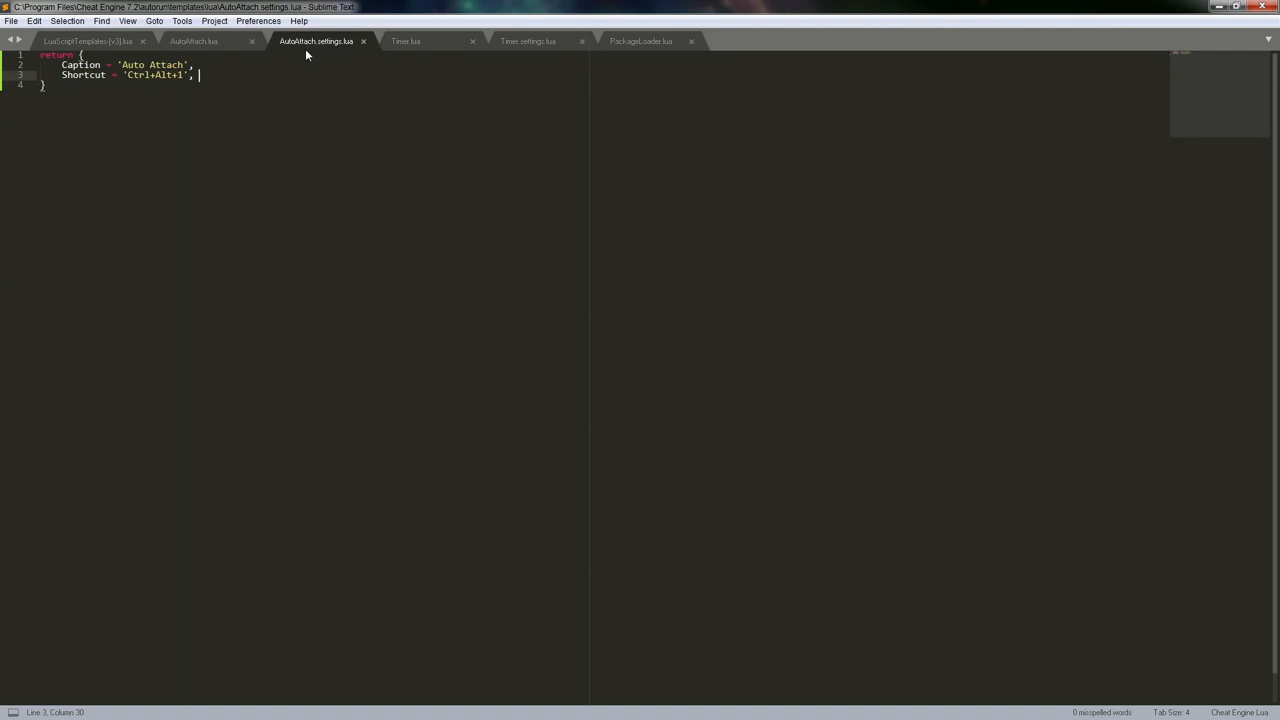 C:\Program Files\Cheat Engine 7.2\autorun\templates\lua\AutoAttach.settings.lua - Sublime Text
File Edit Selection Find View Goto Tools Project Preferences Help
LuaScriptTemplates-[v3].lua AutoAttach.lua AutoAttach.settings.lua Timer.lua Timer.settings.lua PackageLoader.lua
1 return {
2 Caption = 'Auto Attach',
3 Shortcut = 'Ctrl+Alt+1',
4 }
Line 3, Column 30 0 misspelled words Tab Size: 4 Cheat Engine Lua